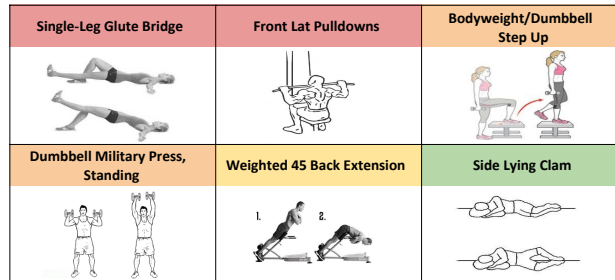 Single-Leg Glute Bridge
Front Lat Pulldowns
Bodyweight/Dumbbell
Step Up
Dumbbell Military Press,
Standing
Weighted 45 Back Extension
Side Lying Clam
1.
2.